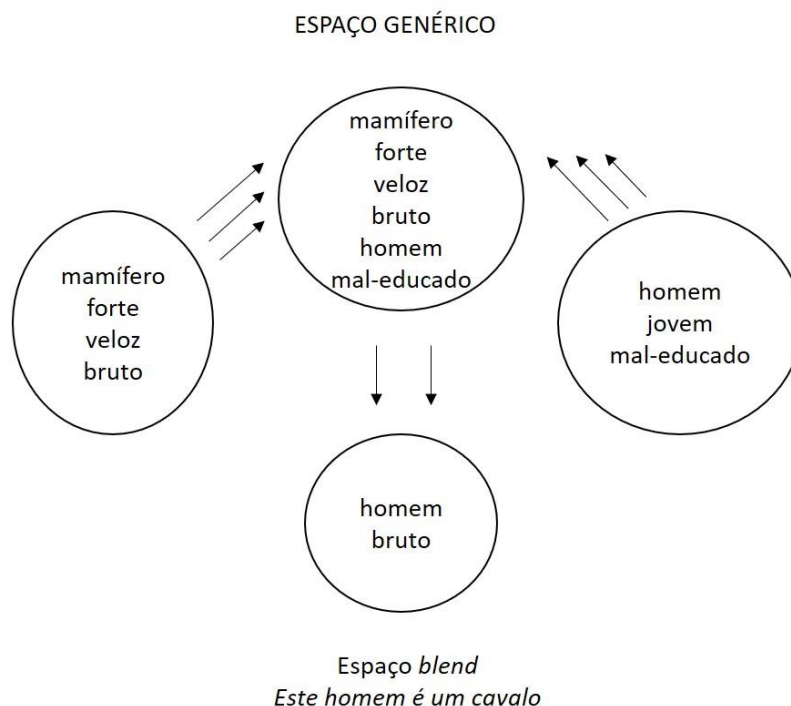 ESPAÇO GENÉRICO
mamífero
forte
veloz
bruto
homem
mal-educado
mamífero
forte
veloz
bruto
homem
jovem
mal-educado
homem
bruto
Espaço blend
Este homem é um cavalo